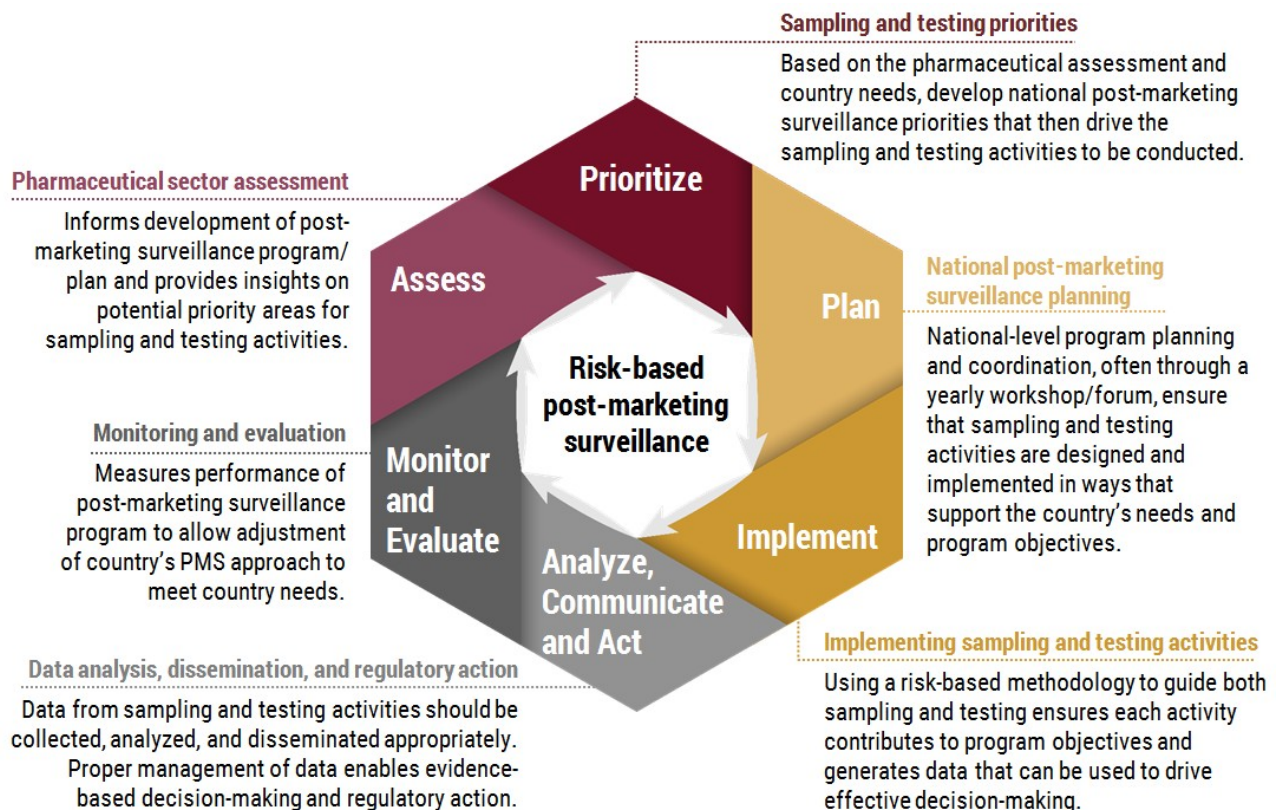 Sampling and testing priorities
Based on the pharmaceutical assessment and
country needs, develop national post-marketing
surveillance priorities that then drive the
sampling and testing activities to be conducted.
Prioritize
Pharmaceutical sector assessment
Informs development of post-
marketing surveillance program/
plan and provides insights on
potential priority areas for
sampling and testing activities.
Assess
Plan
National post-marketing
surveillance planning
National-level program planning
and coordination, often through a
yearly workshop/forum, ensure
that sampling and testing
activities are designed and
implemented in ways that
support the country’s needs and
program objectives.
Risk-based
post-marketing
surveillance
Monitoring and evaluation
Measures performance of
post-marketing surveillance
program to allow adjustment
of country’s PMS approach to
meet country needs.
Monitor
and
Evaluate
Implement
Analyze,
Communicate
and Act
Implementing sampling and testing activities
Using a risk-based methodology to guide both
sampling and testing ensures each activity
contributes to program objectives and
generates data that can be used to drive
effective decision-making.
Data analysis, dissemination, and regulatory action
Data from sampling and testing activities should be
collected, analyzed, and disseminated appropriately.
Proper management of data enables evidence-
based decision-making and regulatory action.